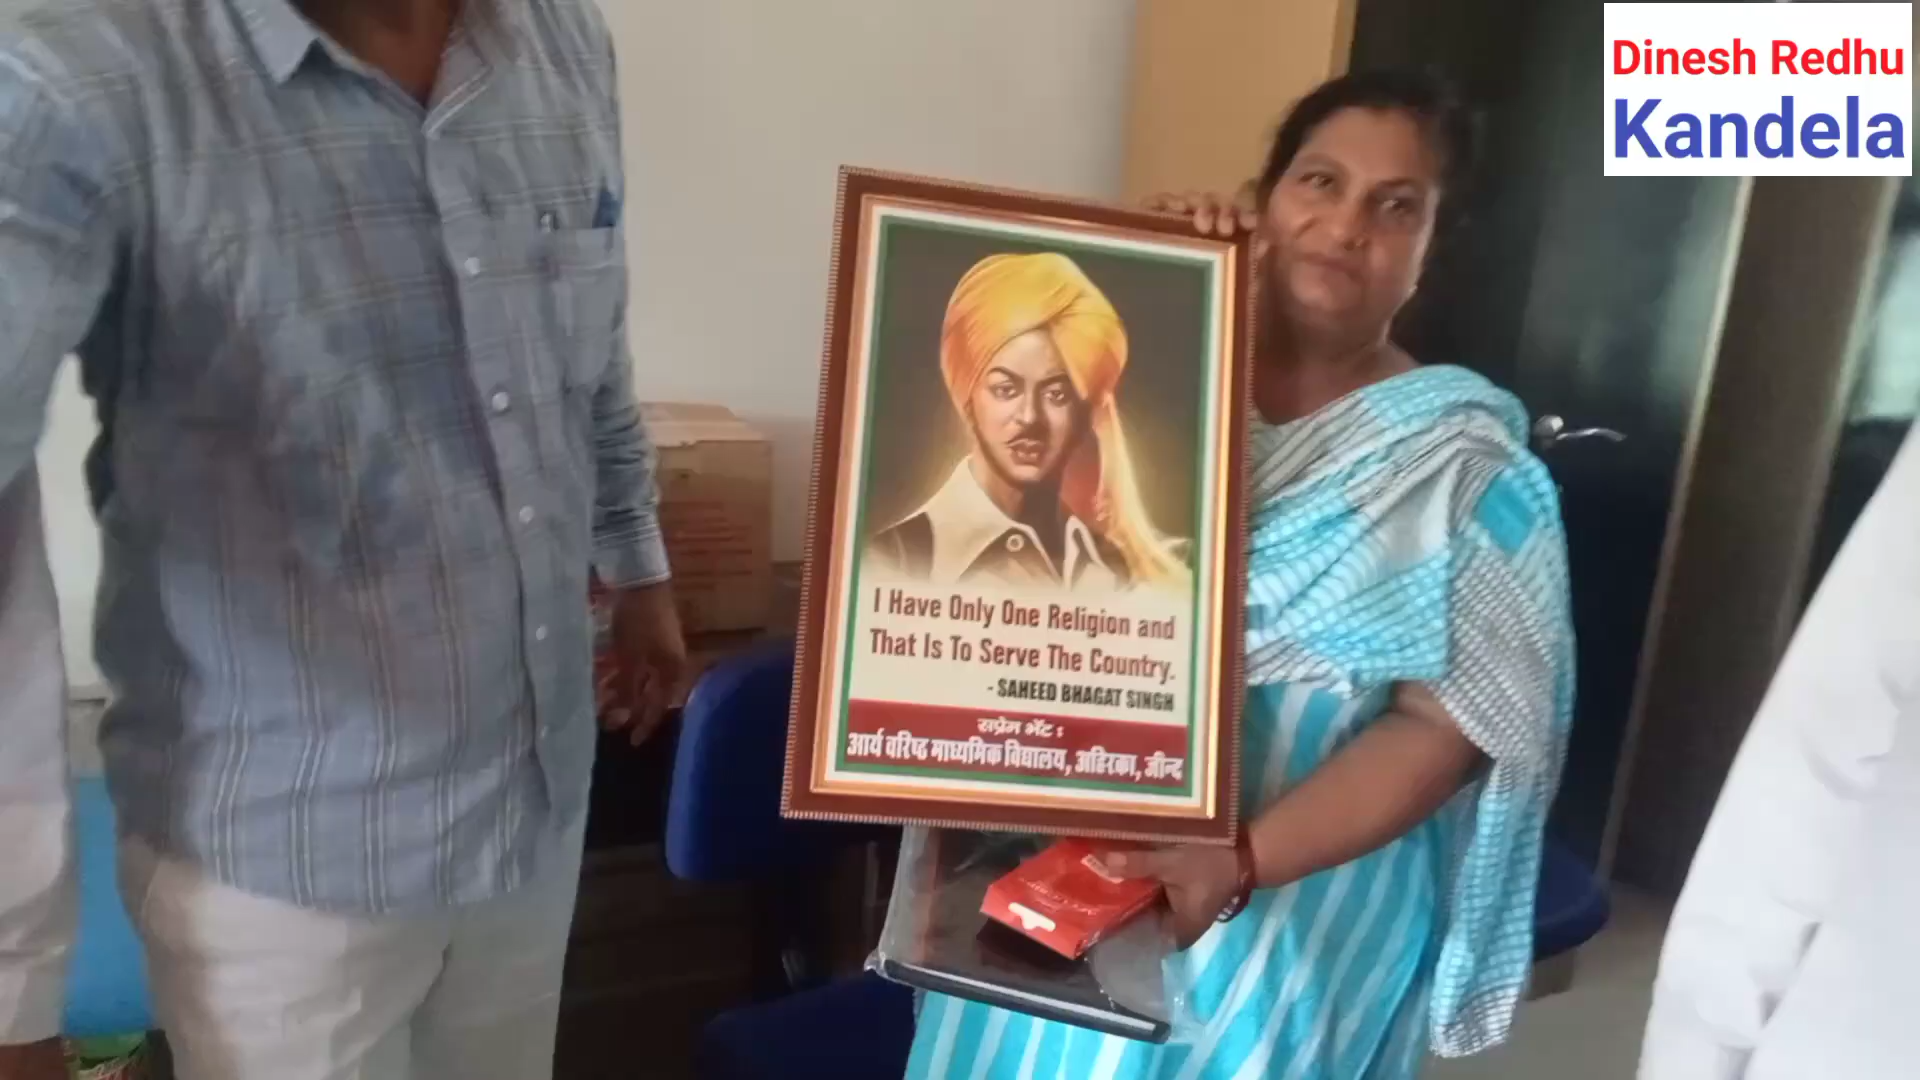 Dinesh Redhu
Kandela
I Have Only One Religion and
That Is To Serve The Country.
- SAHEED BHAGAT SINGH
सप्रेम भेंट :
आर्य वरिष्ठ माध्यमिक विद्यालय, अहिरका, जीन्द